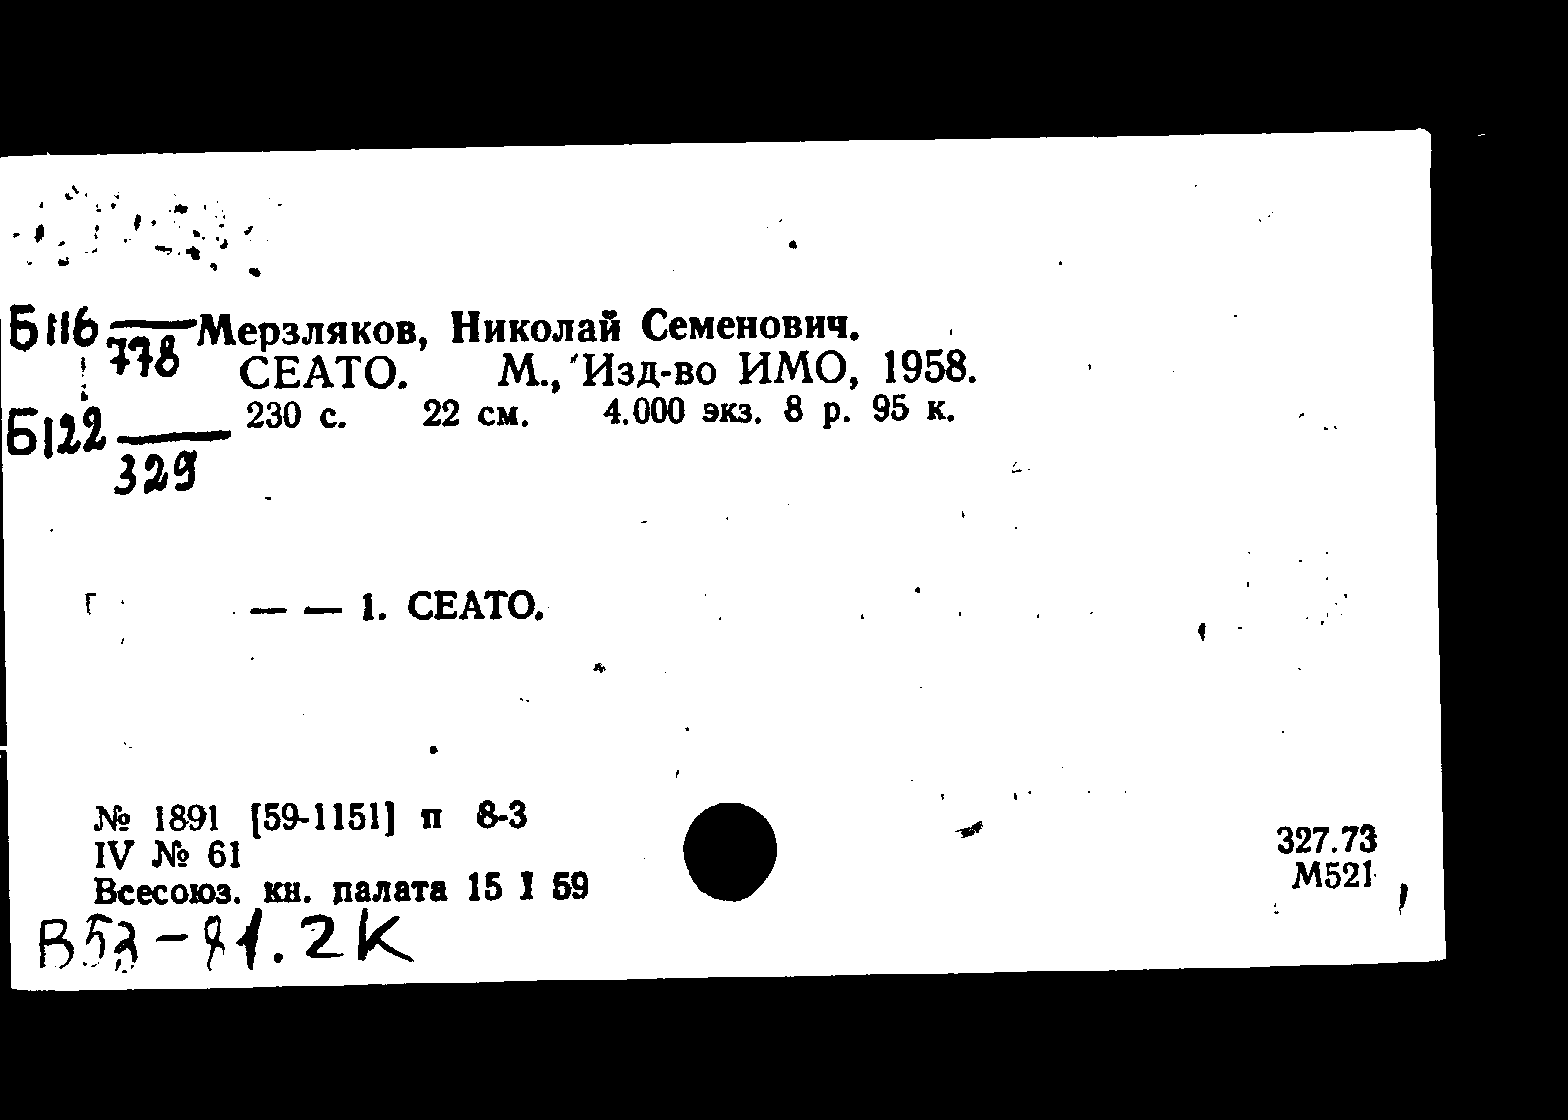 Б116 778 Мерзляков, Николай Семенович.
СЕАТО. М., Изд-во ИМО, 1958.
Б122 329 230 с. 22 см. 4.000 экз. 8 р. 95 к.
— — 1. СЕАТО.
№ 1891 [59-1151] п 8-3
IV № 61
Всесоюз. кн. палата 15 I 59
327.73
М521
2К